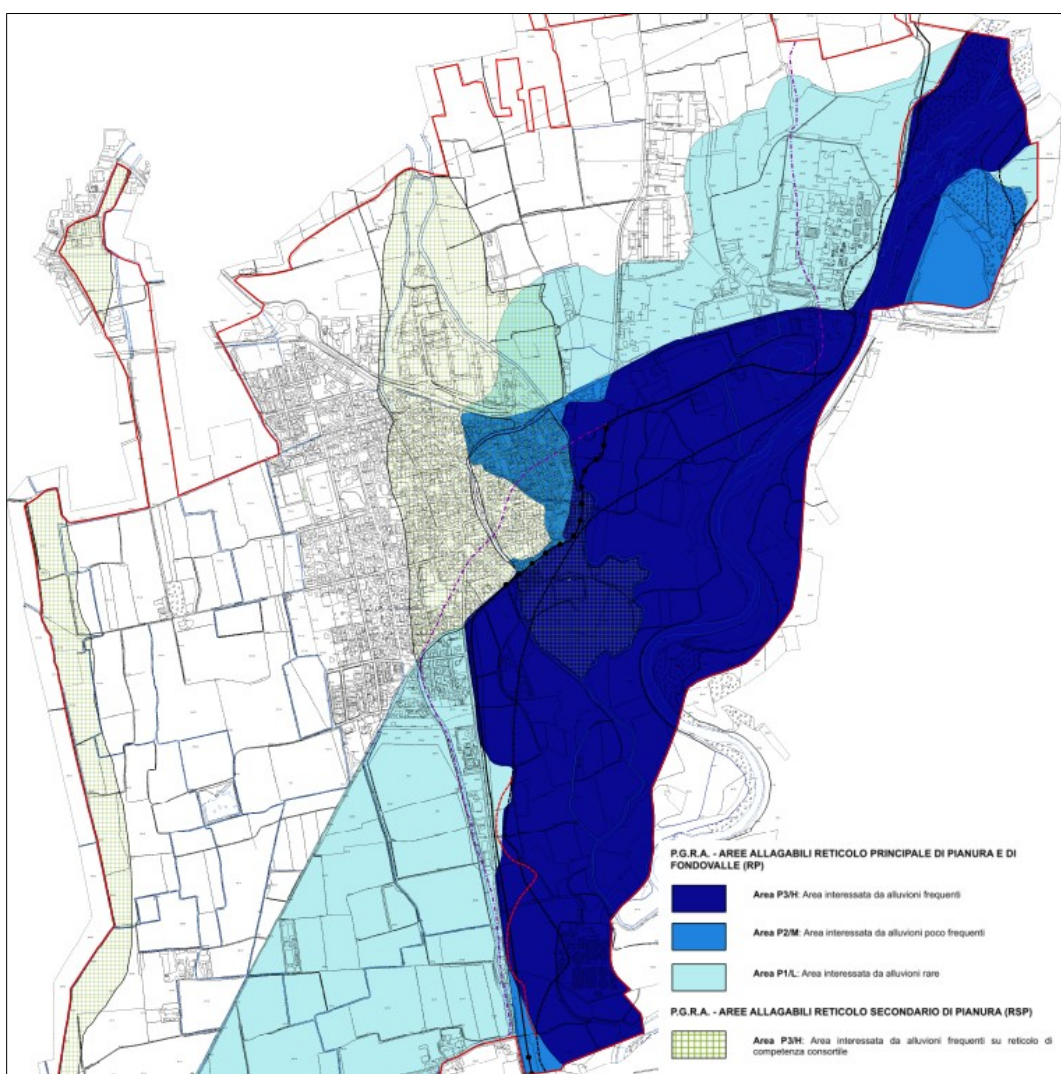 P.G.R.A. - AREE ALLAGABILI RETICOLO PRINCIPALE DI PIANURA E DI
FONDOVALLE (RP)
Area P3/H: Area interessata da alluvioni frequenti
Area P2/M: Area interessata da alluvioni poco frequenti
Area P1/L: Area interessata da alluvioni rare
P.G.R.A. - AREE ALLAGABILI RETICOLO SECONDARIO DI PIANURA (RSP)
Area P3/H: Area interessata da alluvioni frequenti su reticolo di
competenza consortile